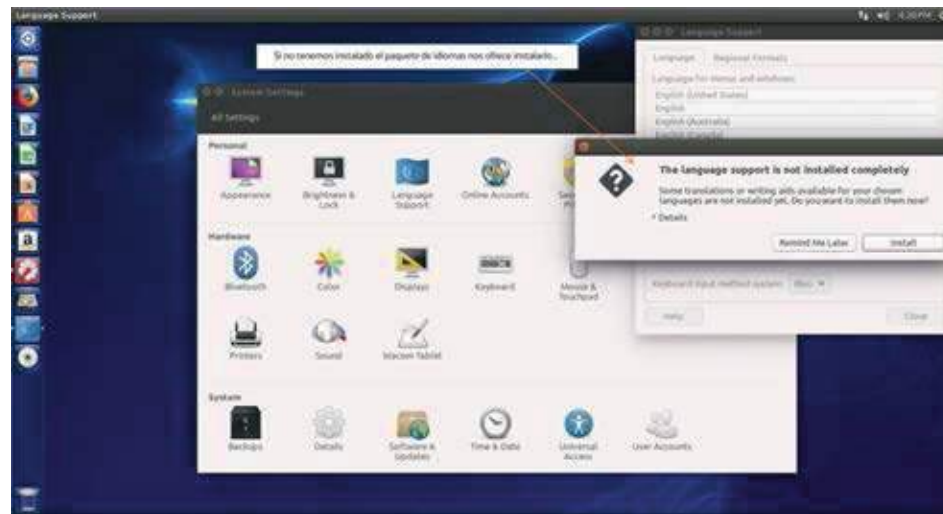 Language Support
4:20 PM
Si no tenemos instalado el paquete de idiomas nos ofrece instalarlo..
Language Support
Language Regional Formats
Language for menus and windows:
English (United States)
English
English (Australia)
English (Canada)
System Settings
All Settings
Personal
Appearance
Brightness & Lock
Language Support
Online Accounts
Hardware
Bluetooth
Color
Displays
Keyboard
Mouse & Touchpad
Printers
Sound
Wacom Tablet
System
Backups
Details
Software & Updates
Time & Date
Universal Access
User Accounts
The language support is not installed completely
Some translations or writing aids available for your chosen
languages are not installed yet. Do you want to install them now?
Details
Remind Me Later
Install
Keyboard input method system:
Help
Close